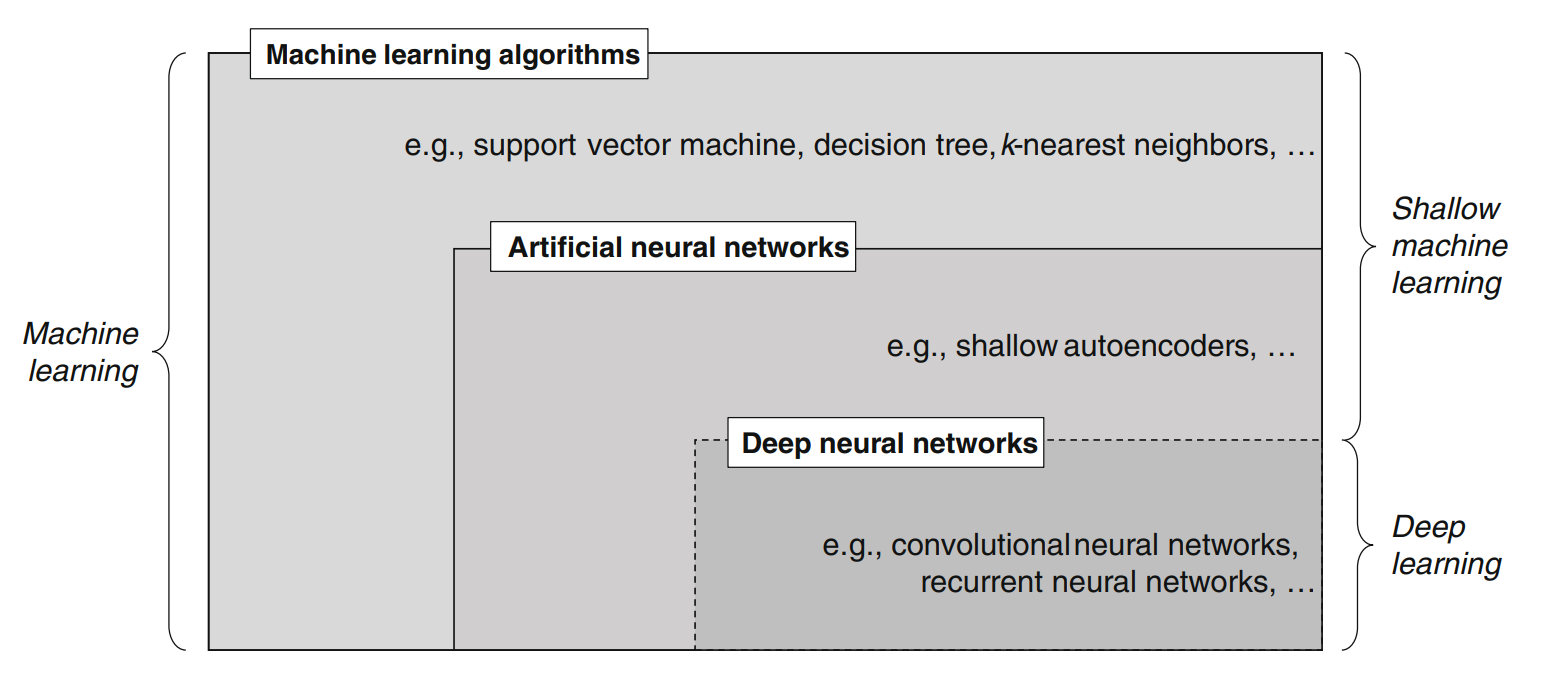 Machine learning algorithms
e.g., support vector machine, decision tree, k-nearest neighbors, …
Artificial neural networks
Shallow
machine
learning
Machine
learning
e.g., shallow autoencoders, …
Deep neural networks
e.g., convolutional neural networks,
recurrent neural networks, …
Deep
learning